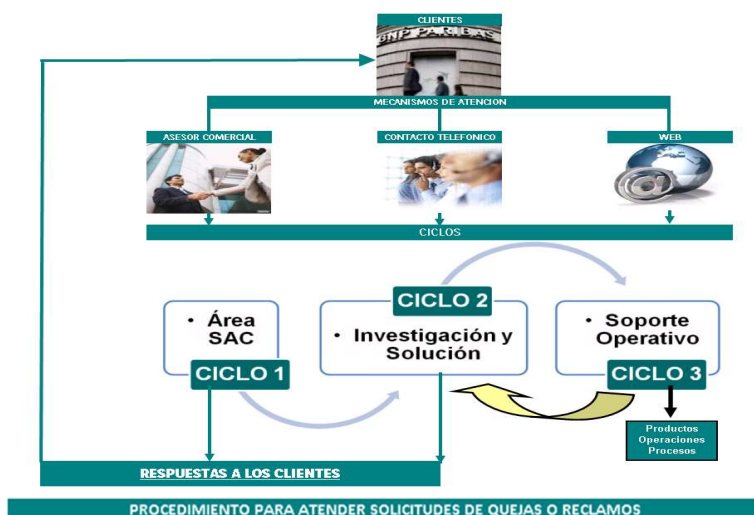 CLIENTES
BNP PARIBAS
MECANISMOS DE ATENCION
ASESOR COMERCIAL
CONTACTO TELEFONICO
WEB
@
CICLOS
CICLO 2
• Área
SAC
CICLO 1
• Investigación y
Solución
• Soporte
Operativo
CICLO 3
Productos
Operaciones
Procesos
RESPUESTAS A LOS CLIENTES
PROCEDIMIENTO PARA ATENDER SOLICITUDES DE QUEJAS O RECLAMOS